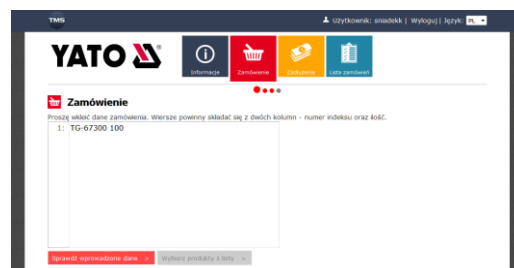 TMS
Użytkownik: sniadekk | Wyloguj | Język: PL
YATO
Informacje
Zamówienie
Zadłużenie
Lista zamówień
Zamówienie
Proszę wkleić dane zamówienia. Wiersze powinny składać się z dwóch kolumn - numer indeksu oraz ilość.
1: TG-67300 100
Sprawdź wprowadzone dane >
Wybierz produkty z listy >